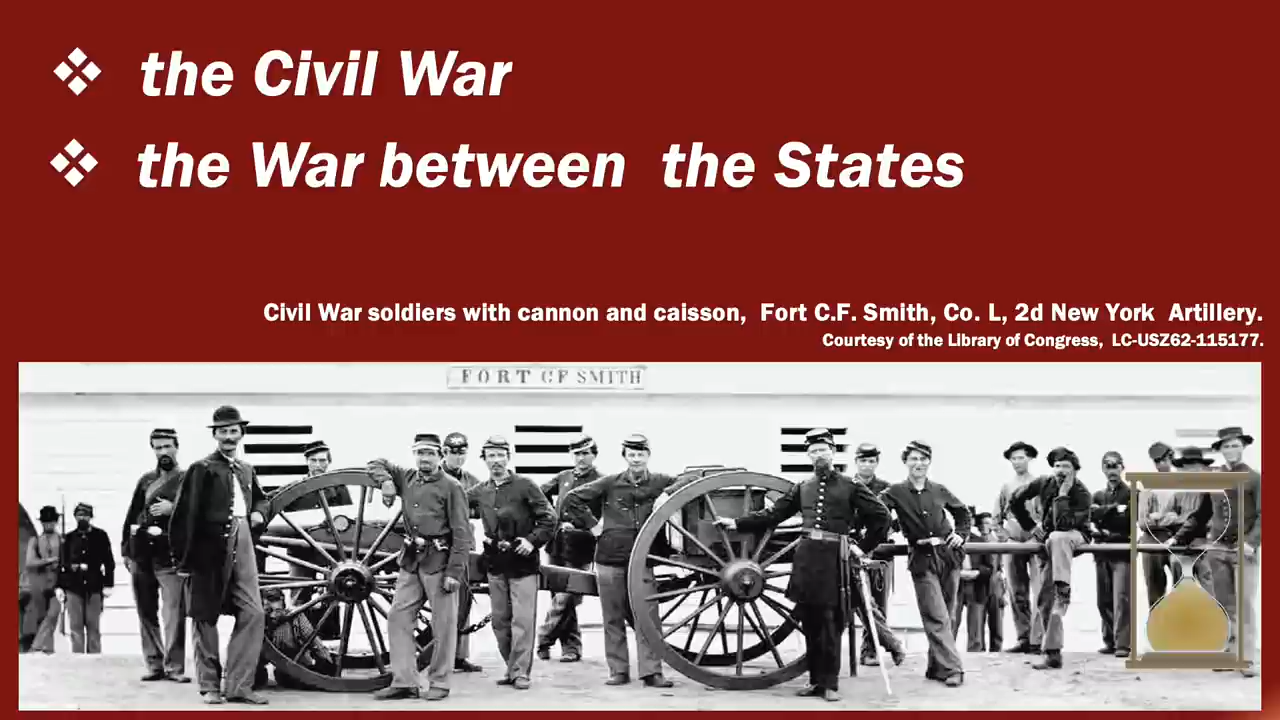 ❖ the Civil War
❖ the War between the States
Civil War soldiers with cannon and caisson, Fort C.F. Smith, Co. L, 2d New York Artillery.
Courtesy of the Library of Congress, LC-USZ62-115177.
FORT CF SMITH